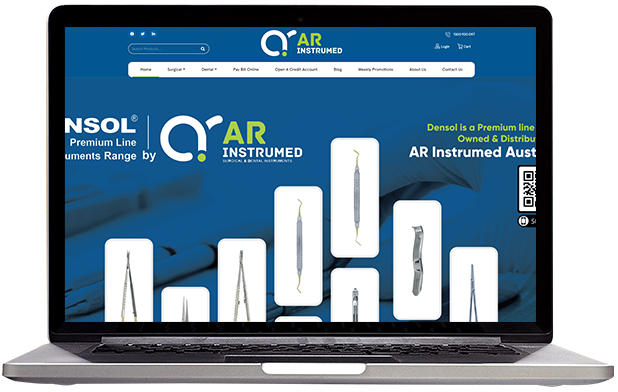 1300 900 097
Search Products...
AR
INSTRUMED
Login
Cart
Home
Surgical
Dental
Pay Bill Online
Open A Credit Account
Blog
Weekly Promotions
About Us
Contact Us
NSOL®
Premium Line
uments Range by
AR
INSTRUMED
SURGICAL & DENTAL INSTRUMENTS
Densol is a Premium line
Owned & Distribu
AR Instrumed Aust